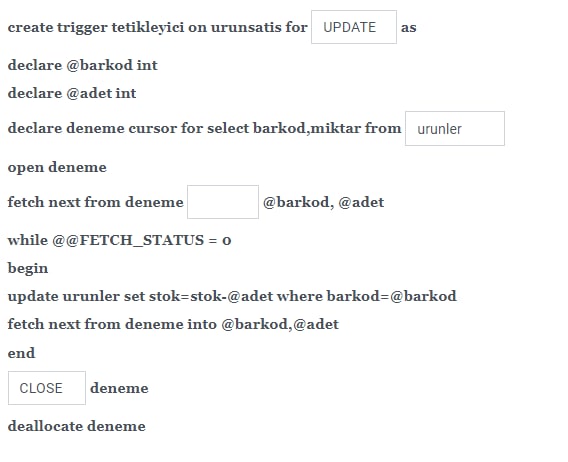 create trigger tetikleyici on urunsatis for UPDATE as
declare @barkod int
declare @adet int
declare deneme cursor for select barkod,miktar from urunler
open deneme
fetch next from deneme @barkod, @adet
while @@FETCH_STATUS = 0
begin
update urunler set stok=stok-@adet where barkod=@barkod
fetch next from deneme into @barkod,@adet
end
CLOSE deneme
deallocate deneme